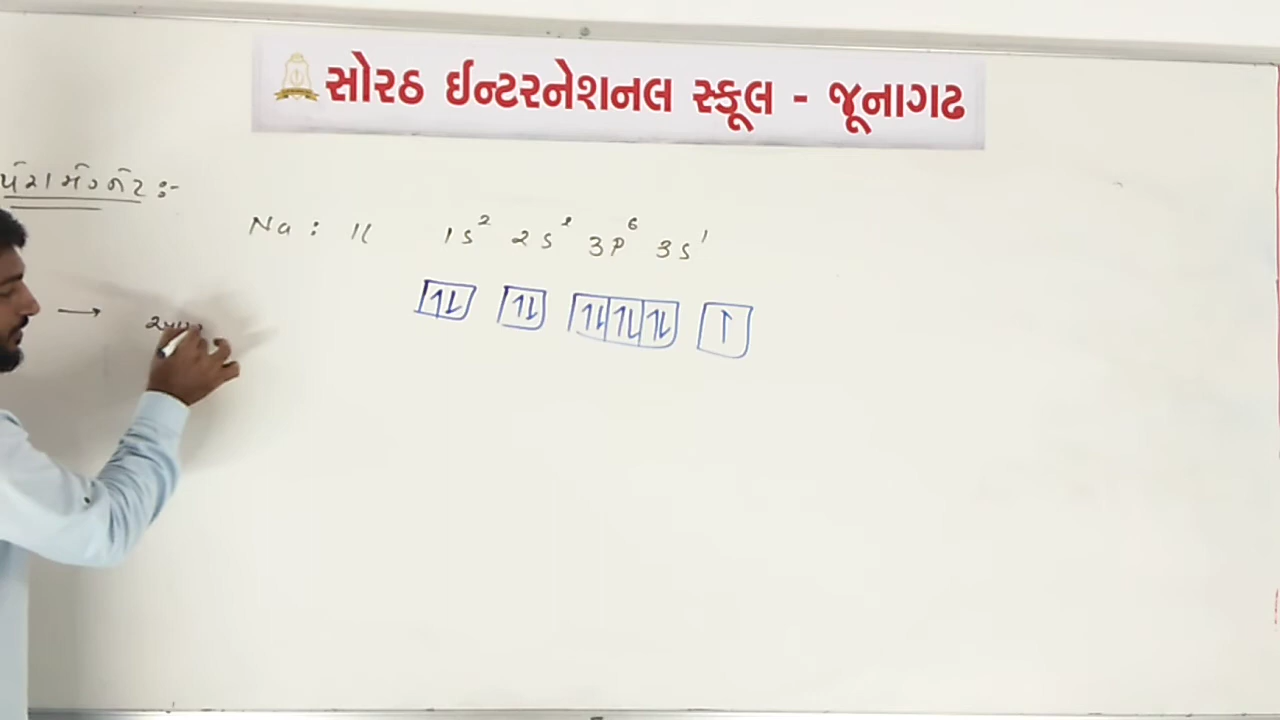 સોરઠ ઈન્ટરનેશનલ સ્કૂલ - જૂનાગઢ
પેરામેગ્નેટ :-
Na : 11 1s² 2s² 3p⁶ 3s¹
→
↑↓ ↑↓ ↑↓ ↑↓ ↑↓ ↑